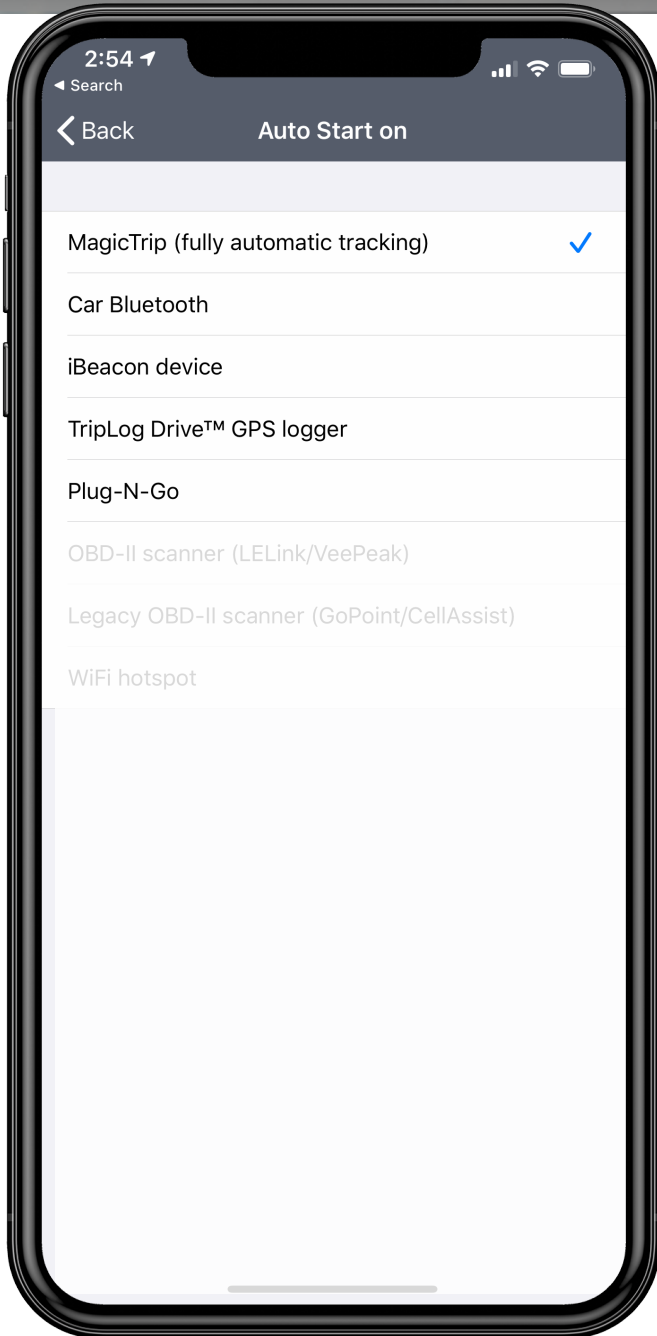 2:54
Search
Back
Auto Start on
MagicTrip (fully automatic tracking)
Car Bluetooth
iBeacon device
TripLog Drive™ GPS logger
Plug-N-Go
OBD-II scanner (LELink/VeePeak)
Legacy OBD-II scanner (GoPoint/CellAssist)
WiFi hotspot